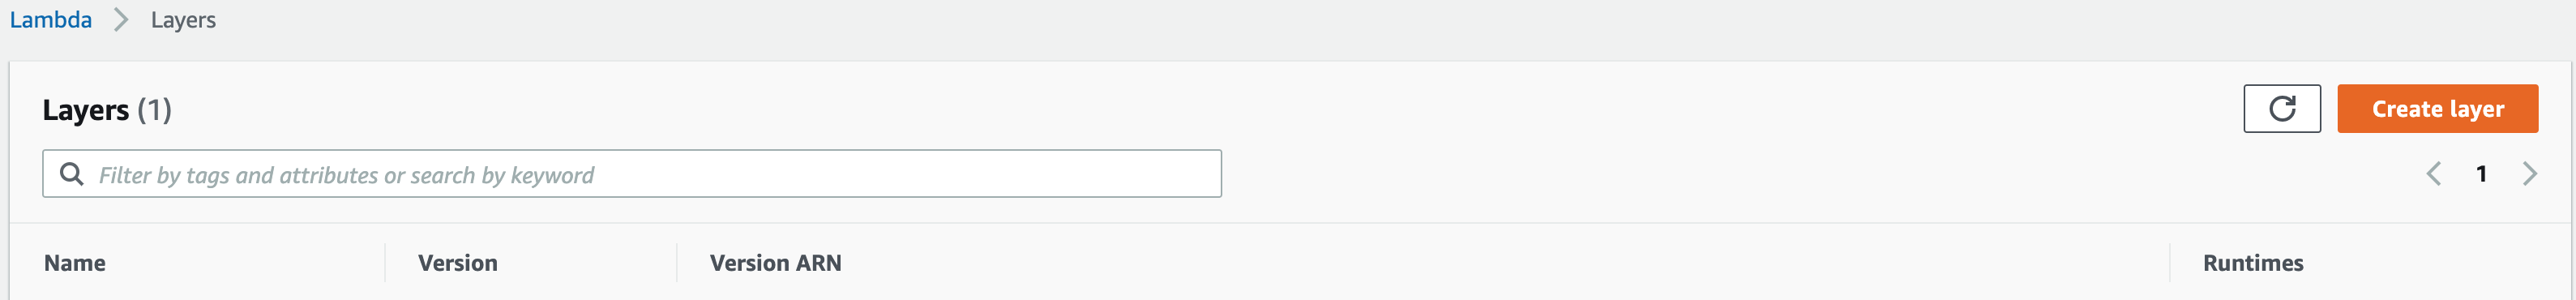 Lambda > Layers
Layers (1)
Create layer
Filter by tags and attributes or search by keyword
< 1 >
Name Version Version ARN Runtimes